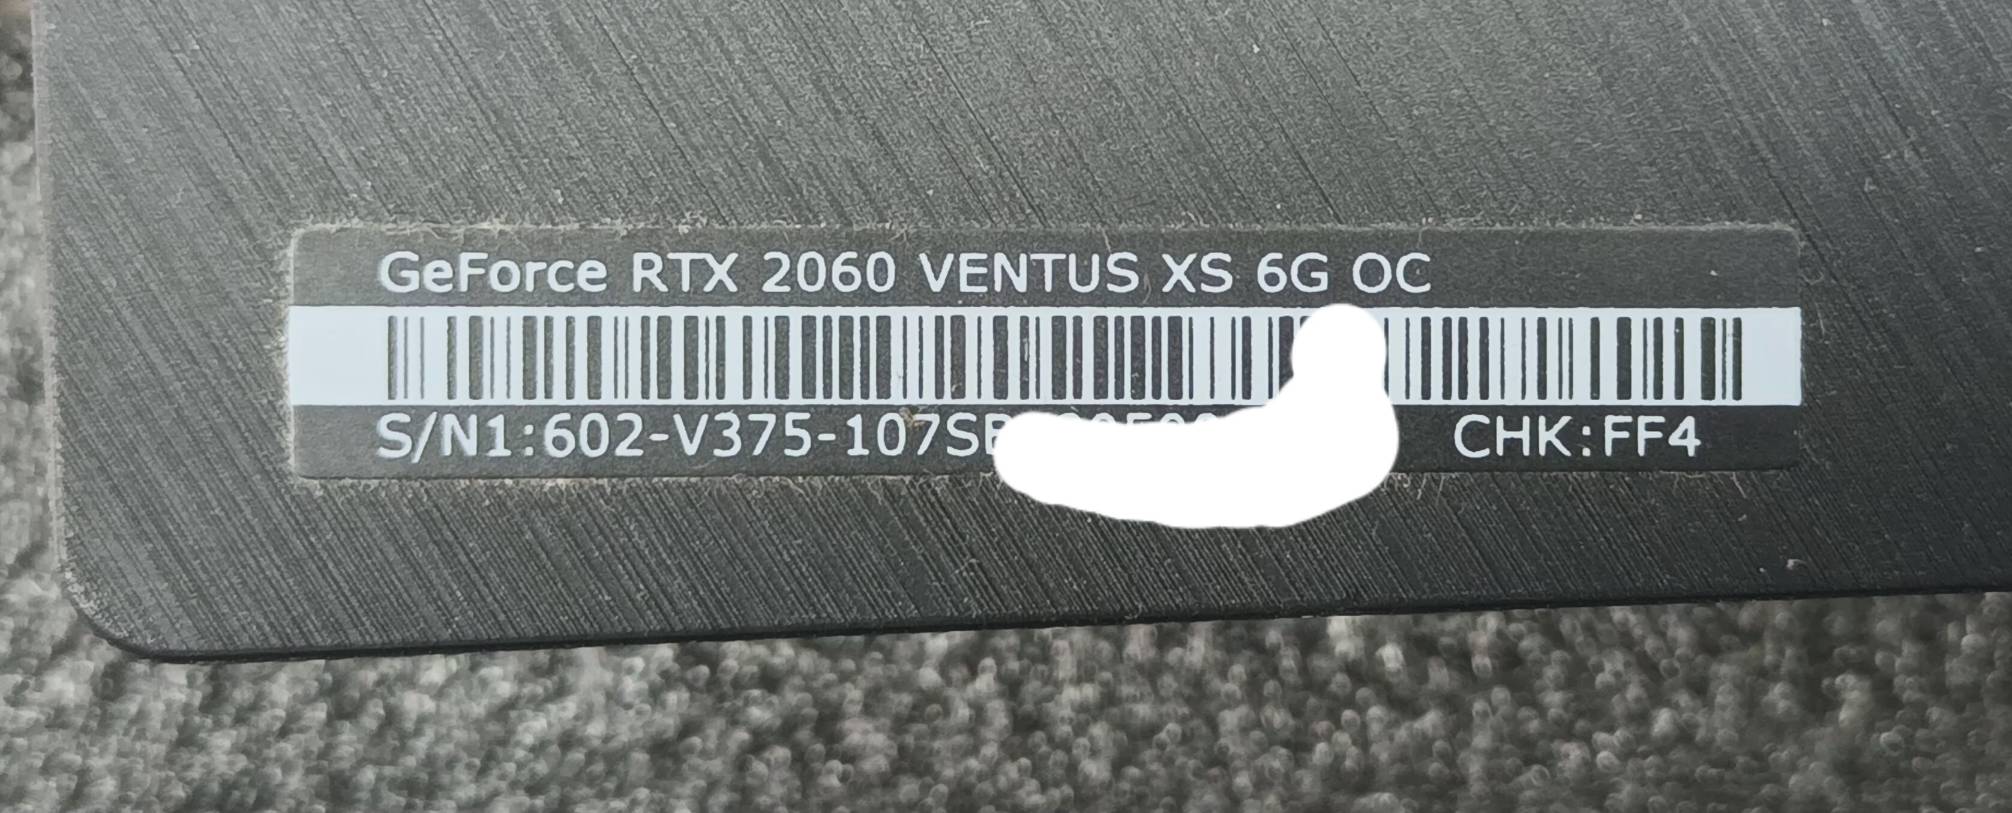 GeForce RTX 2060 VENTUS XS 6G OC
S/N1:602-V375-107SB CHK:FF4